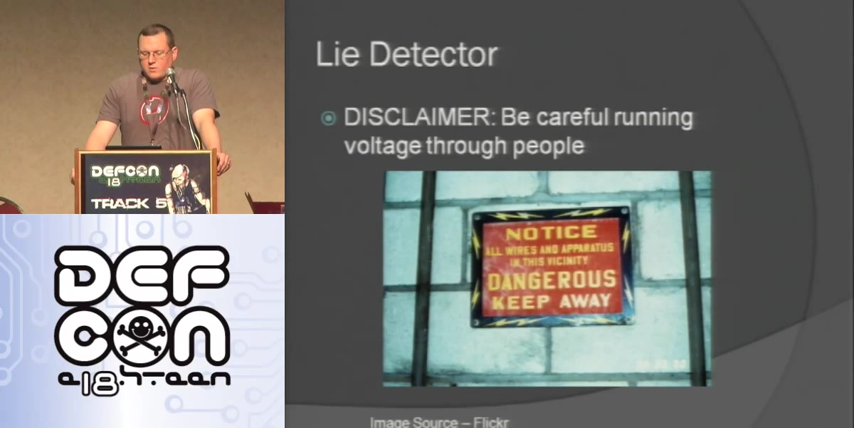 DEFCON
18
TRACK 5
DEF
CON
e18hteen
Lie Detector
DISCLAIMER: Be careful running
voltage through people
NOTICE
ALL WIRES AND APPARATUS
IN THIS VICINITY
DANGEROUS
KEEP AWAY
Image Source – Flickr